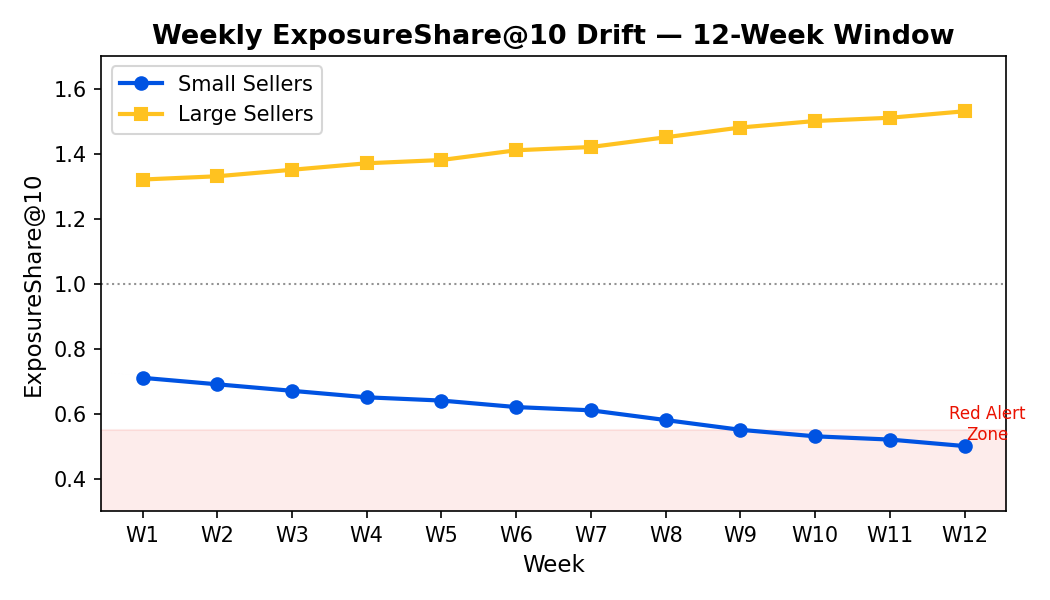 Weekly ExposureShare@10 Drift — 12-Week Window
Small Sellers
Large Sellers
ExposureShare@10
1.6
1.4
1.2
1.0
0.8
0.6
0.4
Red Alert
Zone
W1 W2 W3 W4 W5 W6 W7 W8 W9 W10 W11 W12
Week